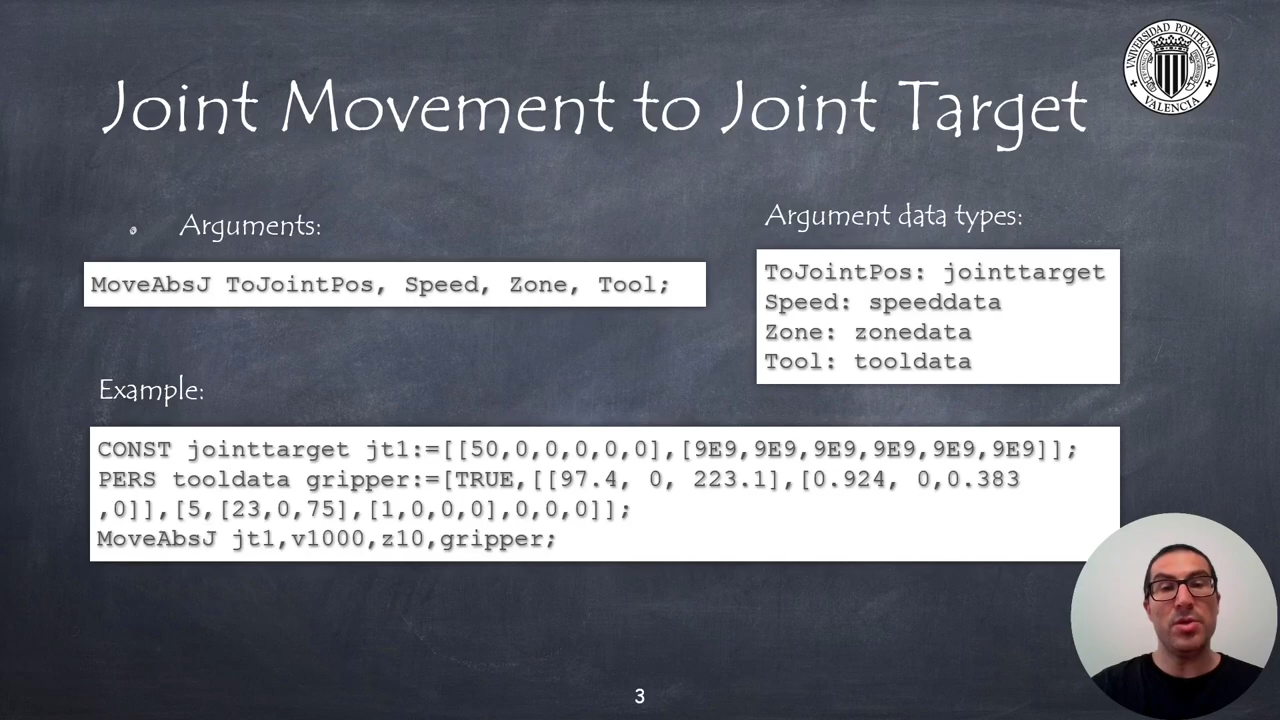 VNIVERSIDAD POLITECNICA
VALENCIA
Joint Movement to Joint Target
Arguments:
MoveAbsJ ToJointPos, Speed, Zone, Tool;
Argument data types:
ToJointPos: jointtarget
Speed: speeddata
Zone: zonedata
Tool: tooldata
Example:
CONST jointtarget jt1:=[[50,0,0,0,0,0],[9E9,9E9,9E9,9E9,9E9,9E9]];
PERS tooldata gripper:=[TRUE,[[97.4, 0, 223.1],[0.924, 0,0.383
,0]],[5,[23,0,75],[1,0,0,0],0,0,0]];
MoveAbsJ jt1,v1000,z10,gripper;
3